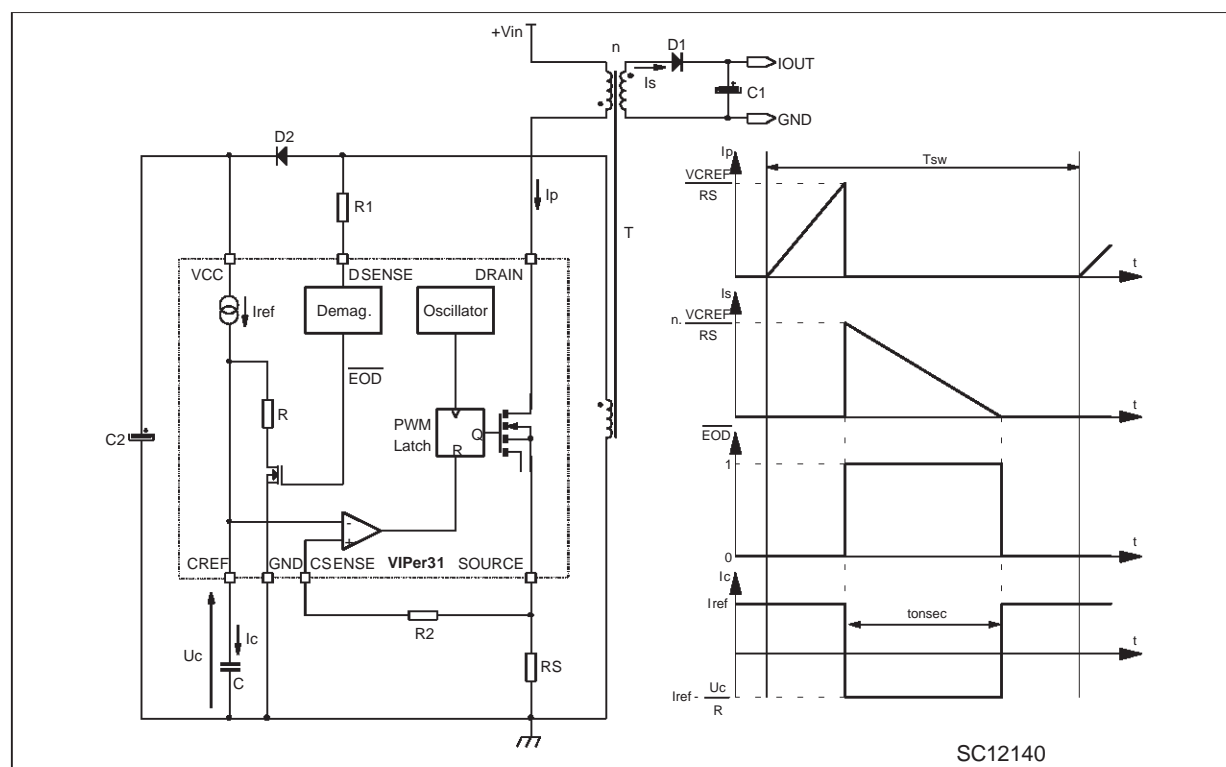 +Vin
n
D1
Is
IOUT
C1
GND
D2
R1
Ip
T
VCC
DSENSE
DRAIN
Iref
Demag.
Oscillator
EOD
R
PWM
Latch
Q
R
C2
-
+
CREF
GND
CSENSE
VIPer31
SOURCE
R2
Uc
Ic
C
RS
Ip
Tsw
VCREF
RS
t
Is
n. VCREF
RS
t
EOD
1
0
t
Ic
Iref
tonsec
t
Iref - Uc
R
SC12140